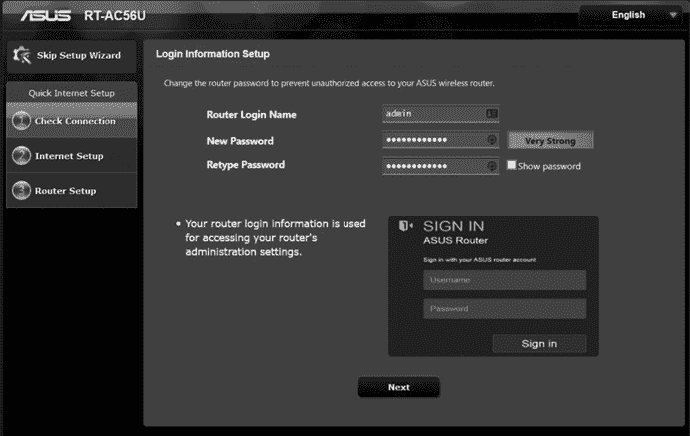 ASUS RT-AC56U English
Skip Setup Wizard
Quick Internet Setup
1 Check Connection
2 Internet Setup
3 Router Setup
Login Information Setup
Change the router password to prevent unauthorized access to your ASUS wireless router.
Router Login Name admin
New Password •••••••••••• Very Strong
Retype Password •••••••••••• Show password
• Your router login information is used
for accessing your router's
administration settings.
SIGN IN
ASUS Router
Sign in with your ASUS router account
Username
Password
Sign in
Next